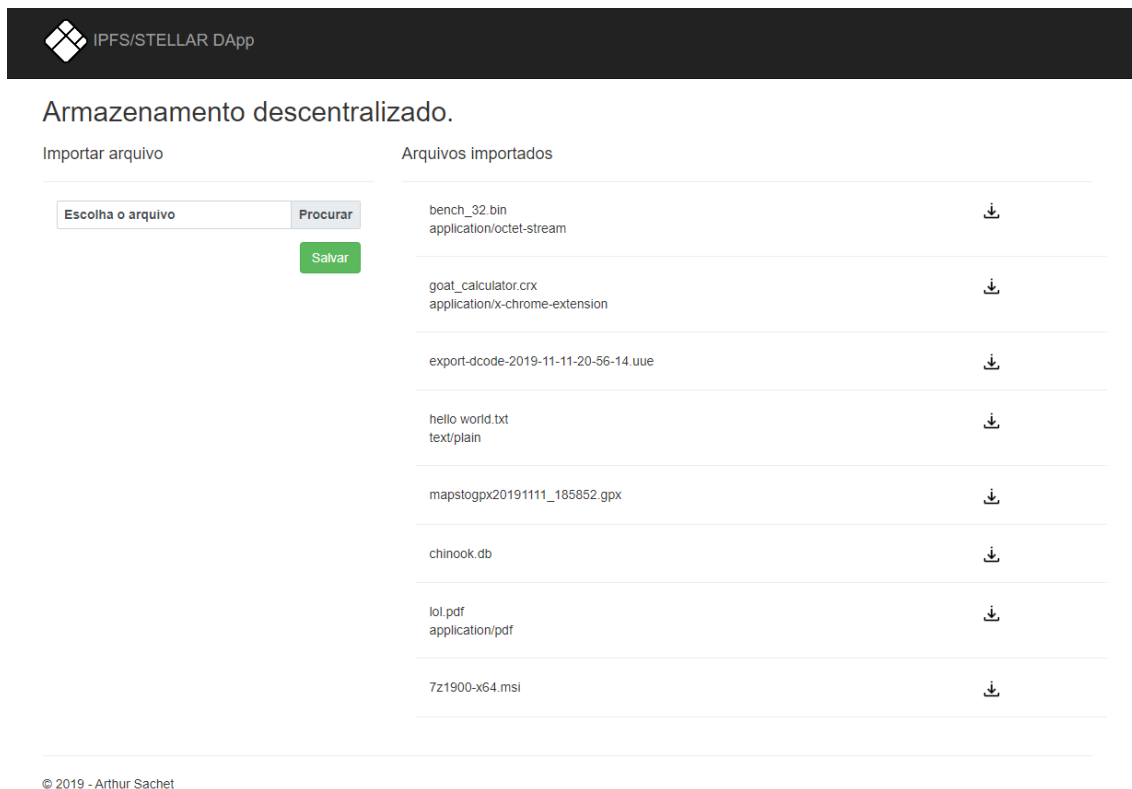 IPFS/STELLAR DApp
Armazenamento descentralizado.
Importar arquivo
Escolha o arquivo Procurar
Salvar
Arquivos importados
bench_32.bin
application/octet-stream
goat_calculator.crx
application/x-chrome-extension
export-dcode-2019-11-11-20-56-14.uue
hello world.txt
text/plain
mapstogpx20191111_185852.gpx
chinook.db
lol.pdf
application/pdf
7z1900-x64.msi
© 2019 - Arthur Sachet